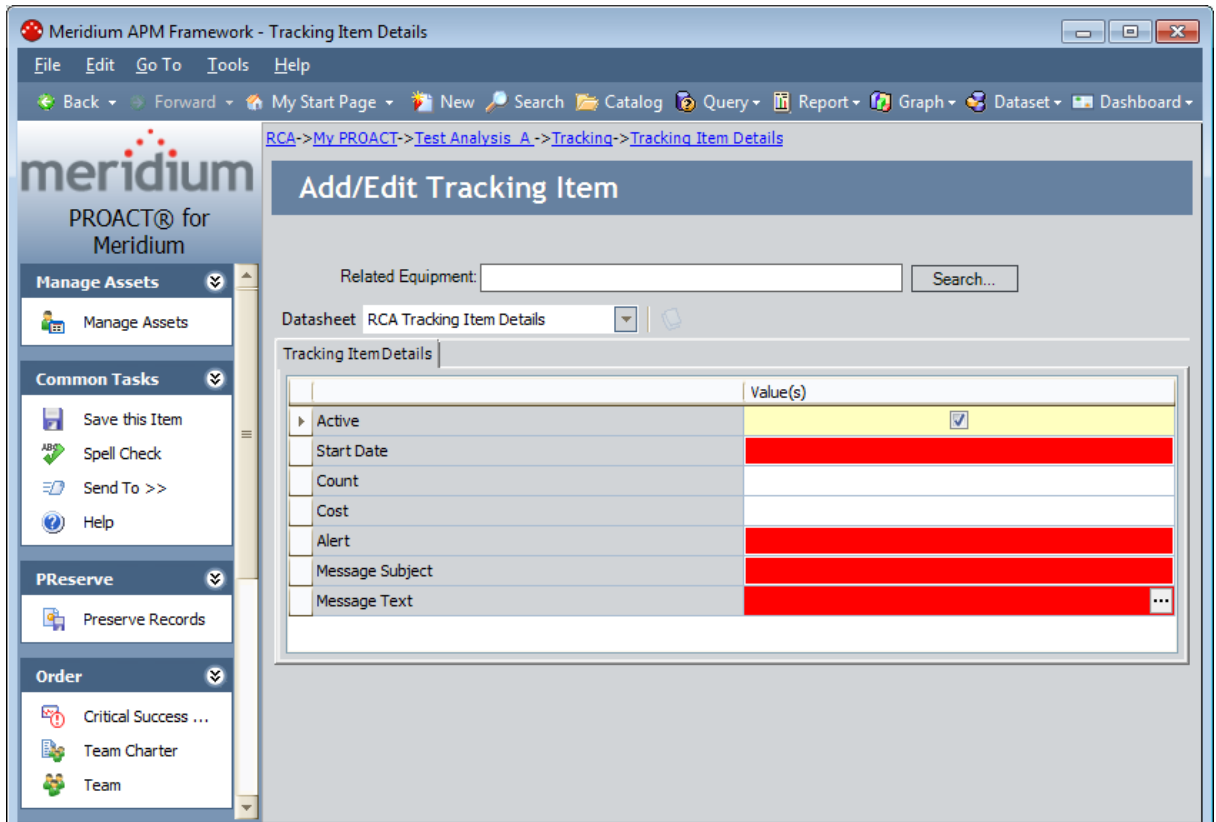 Meridium APM Framework - Tracking Item Details
File Edit Go To Tools Help
Back Forward My Start Page New Search Catalog Query Report Graph Dataset Dashboard
RCA->My PROACT->Test Analysis A->Tracking->Tracking Item Details
meridium
PROACT® for
Meridium
Add/Edit Tracking Item
Manage Assets
Manage Assets
Common Tasks
Save this Item
ABC Spell Check
Send To >>
Help
PReserve
Preserve Records
Order
Critical Success ...
Team Charter
Team
Related Equipment: Search...
Datasheet RCA Tracking Item Details
Tracking Item Details
Value(s)
Active
Start Date
Count
Cost
Alert
Message Subject
Message Text ...